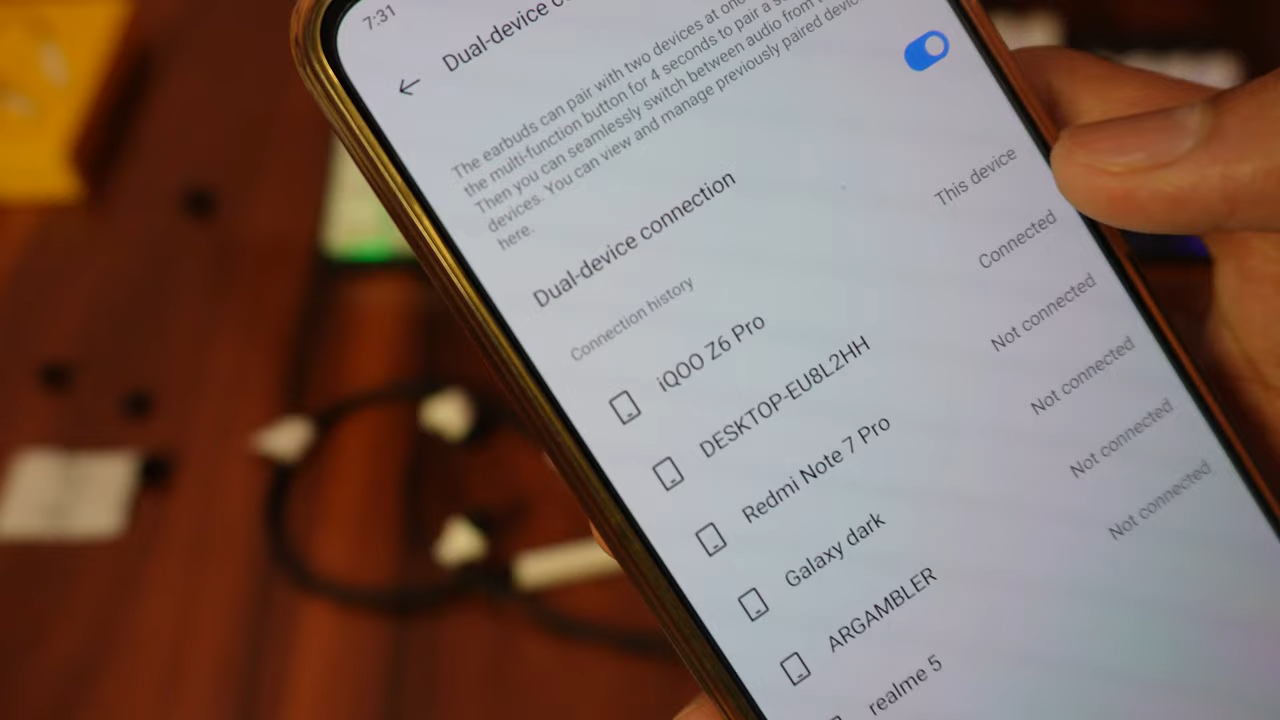 7:31
Dual-device
The earbuds can pair with two devices at
the multi-function button for 4 seconds to pair a
Then you can seamlessly switch between audio from
devices. You can view and manage previously paired
here.
Dual-device connection
Connection history
iQOO Z6 Pro This device
DESKTOP-EU8L2HH Connected
Redmi Note 7 Pro Not connected
Galaxy dark Not connected
ARGAMBLER Not connected
realme 5 Not connected